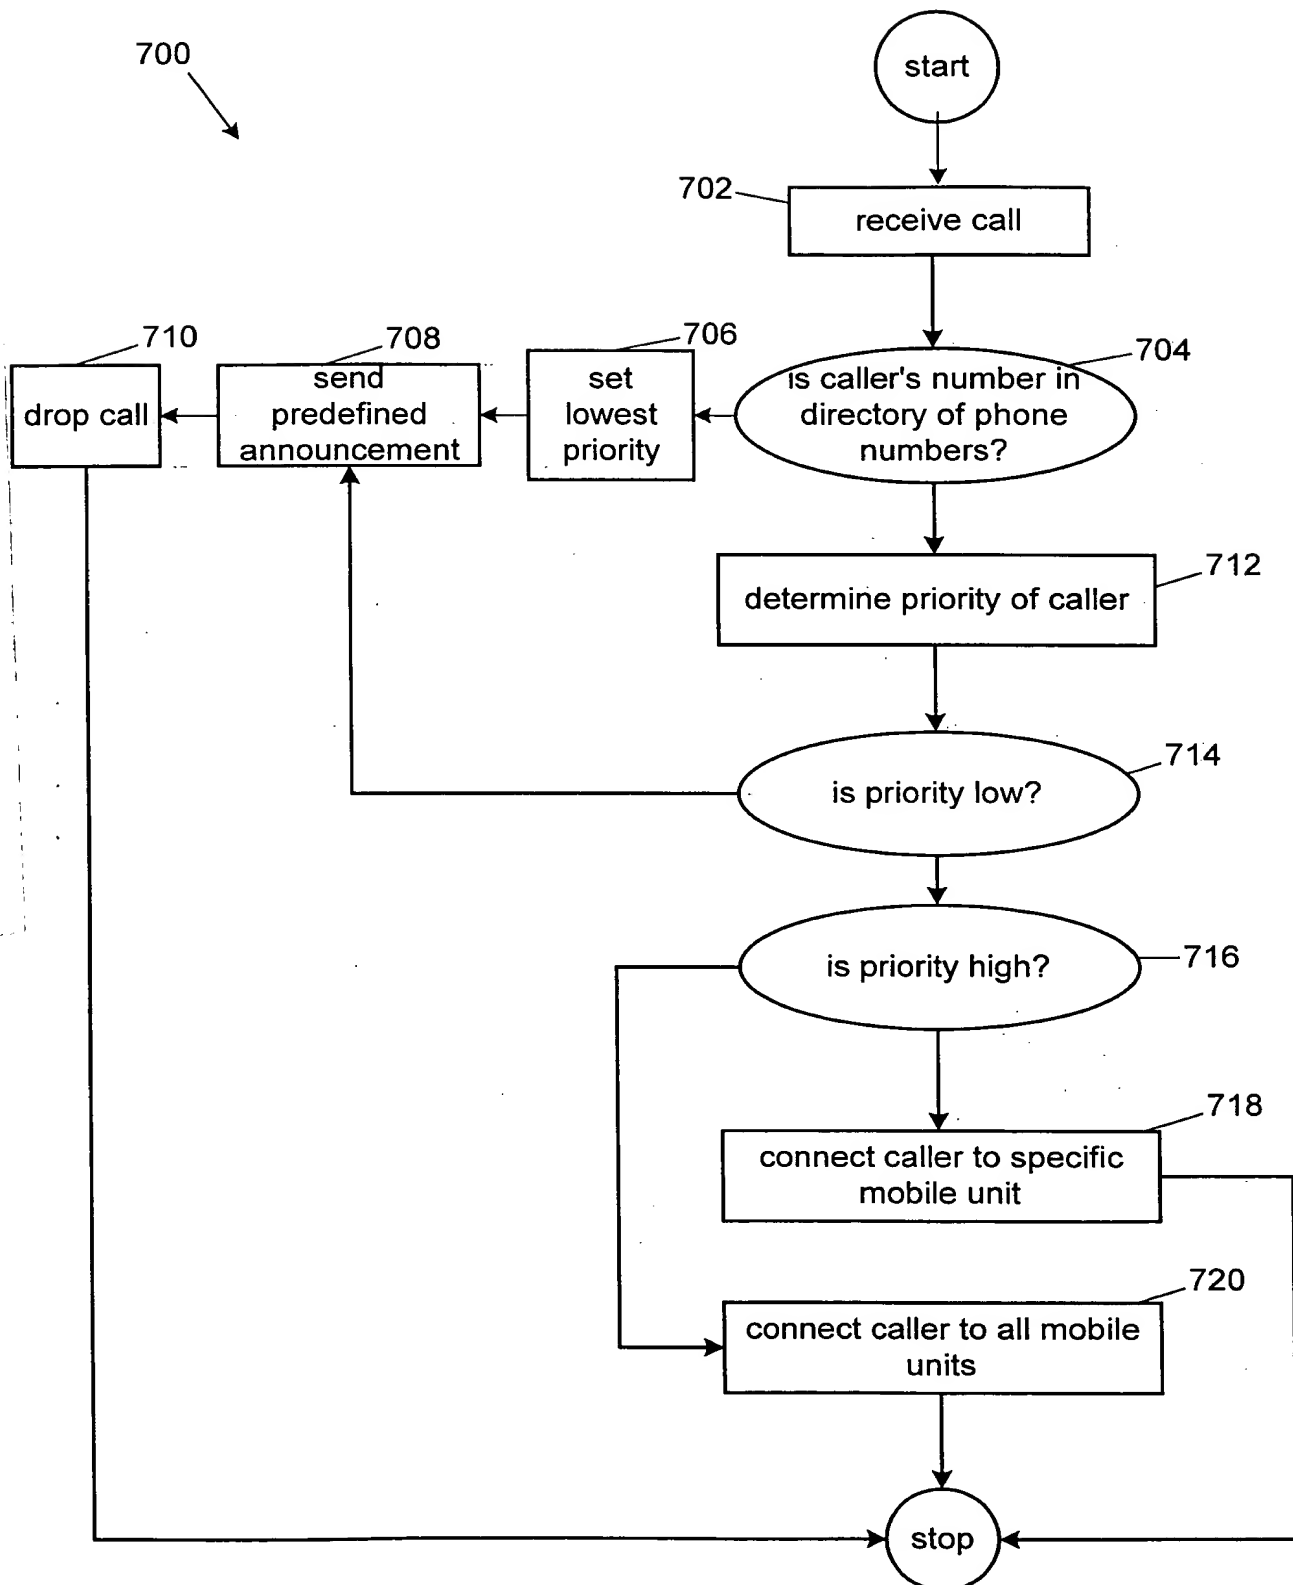 700
start
702
receive call
710
708
706
704
drop call
send
predefined
announcement
set
lowest
priority
is caller's number in
directory of phone
numbers?
712
determine priority of caller
714
is priority low?
716
is priority high?
718
connect caller to specific
mobile unit
720
connect caller to all mobile
units
stop